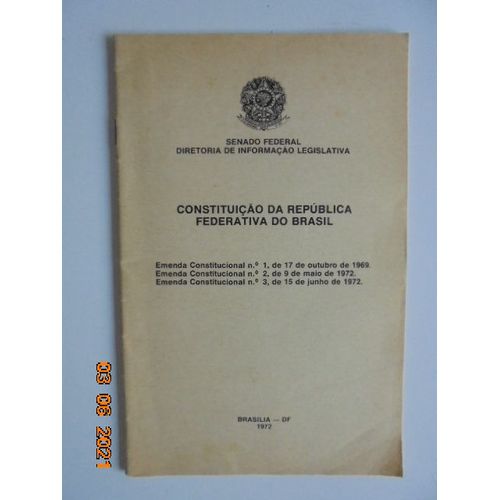 SENADO FEDERAL
DIRETORIA DE INFORMAÇÃO LEGISLATIVA
CONSTITUIÇÃO DA REPÚBLICA
FEDERATIVA DO BRASIL
Emenda Constitucional n.º 1, de 17 de outubro de 1969.
Emenda Constitucional n.º 2, de 9 de maio de 1972.
Emenda Constitucional n.º 3, de 15 de junho de 1972.
BRASÍLIA — DF
1972
03 06 2021